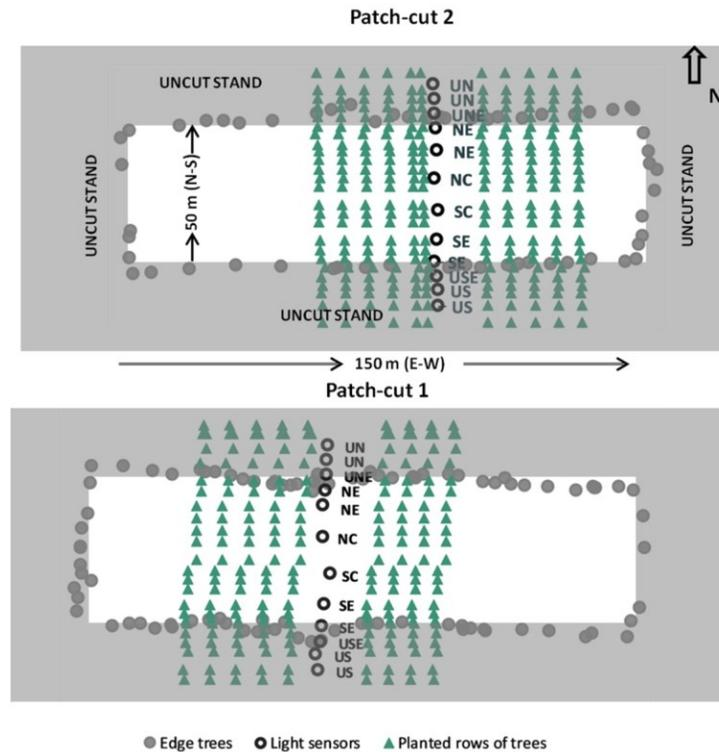 Patch-cut 2
UNCUT STAND
N
UN
UN
UNE
NE
NE
NC
SC
SE
SE
USE
US
US
UNCUT STAND
50 m (N-S)
UNCUT STAND
UNCUT STAND
150 m (E-W)
Patch-cut 1
UN
UN
UNE
NE
NE
NC
SC
SE
SE
USE
US
US
Edge trees Light sensors Planted rows of trees